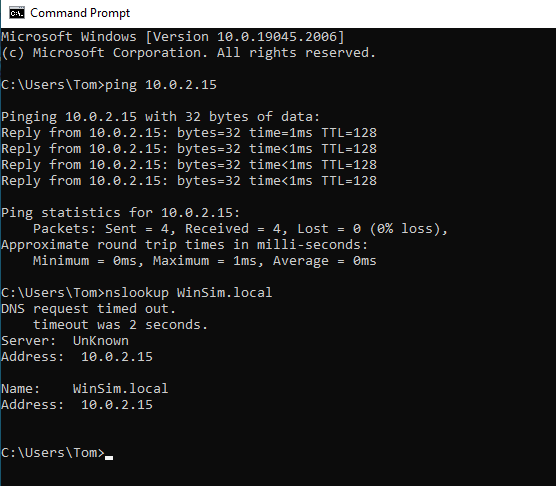 Command Prompt
Microsoft Windows [Version 10.0.19045.2006]
(c) Microsoft Corporation. All rights reserved.
C:\Users\Tom>ping 10.0.2.15
Pinging 10.0.2.15 with 32 bytes of data:
Reply from 10.0.2.15: bytes=32 time=1ms TTL=128
Reply from 10.0.2.15: bytes=32 time<1ms TTL=128
Reply from 10.0.2.15: bytes=32 time<1ms TTL=128
Reply from 10.0.2.15: bytes=32 time<1ms TTL=128
Ping statistics for 10.0.2.15:
    Packets: Sent = 4, Received = 4, Lost = 0 (0% loss),
Approximate round trip times in milli-seconds:
    Minimum = 0ms, Maximum = 1ms, Average = 0ms
C:\Users\Tom>nslookup WinSim.local
DNS request timed out.
    timeout was 2 seconds.
Server:  UnKnown
Address:  10.0.2.15
Name:    WinSim.local
Address:  10.0.2.15
C:\Users\Tom>